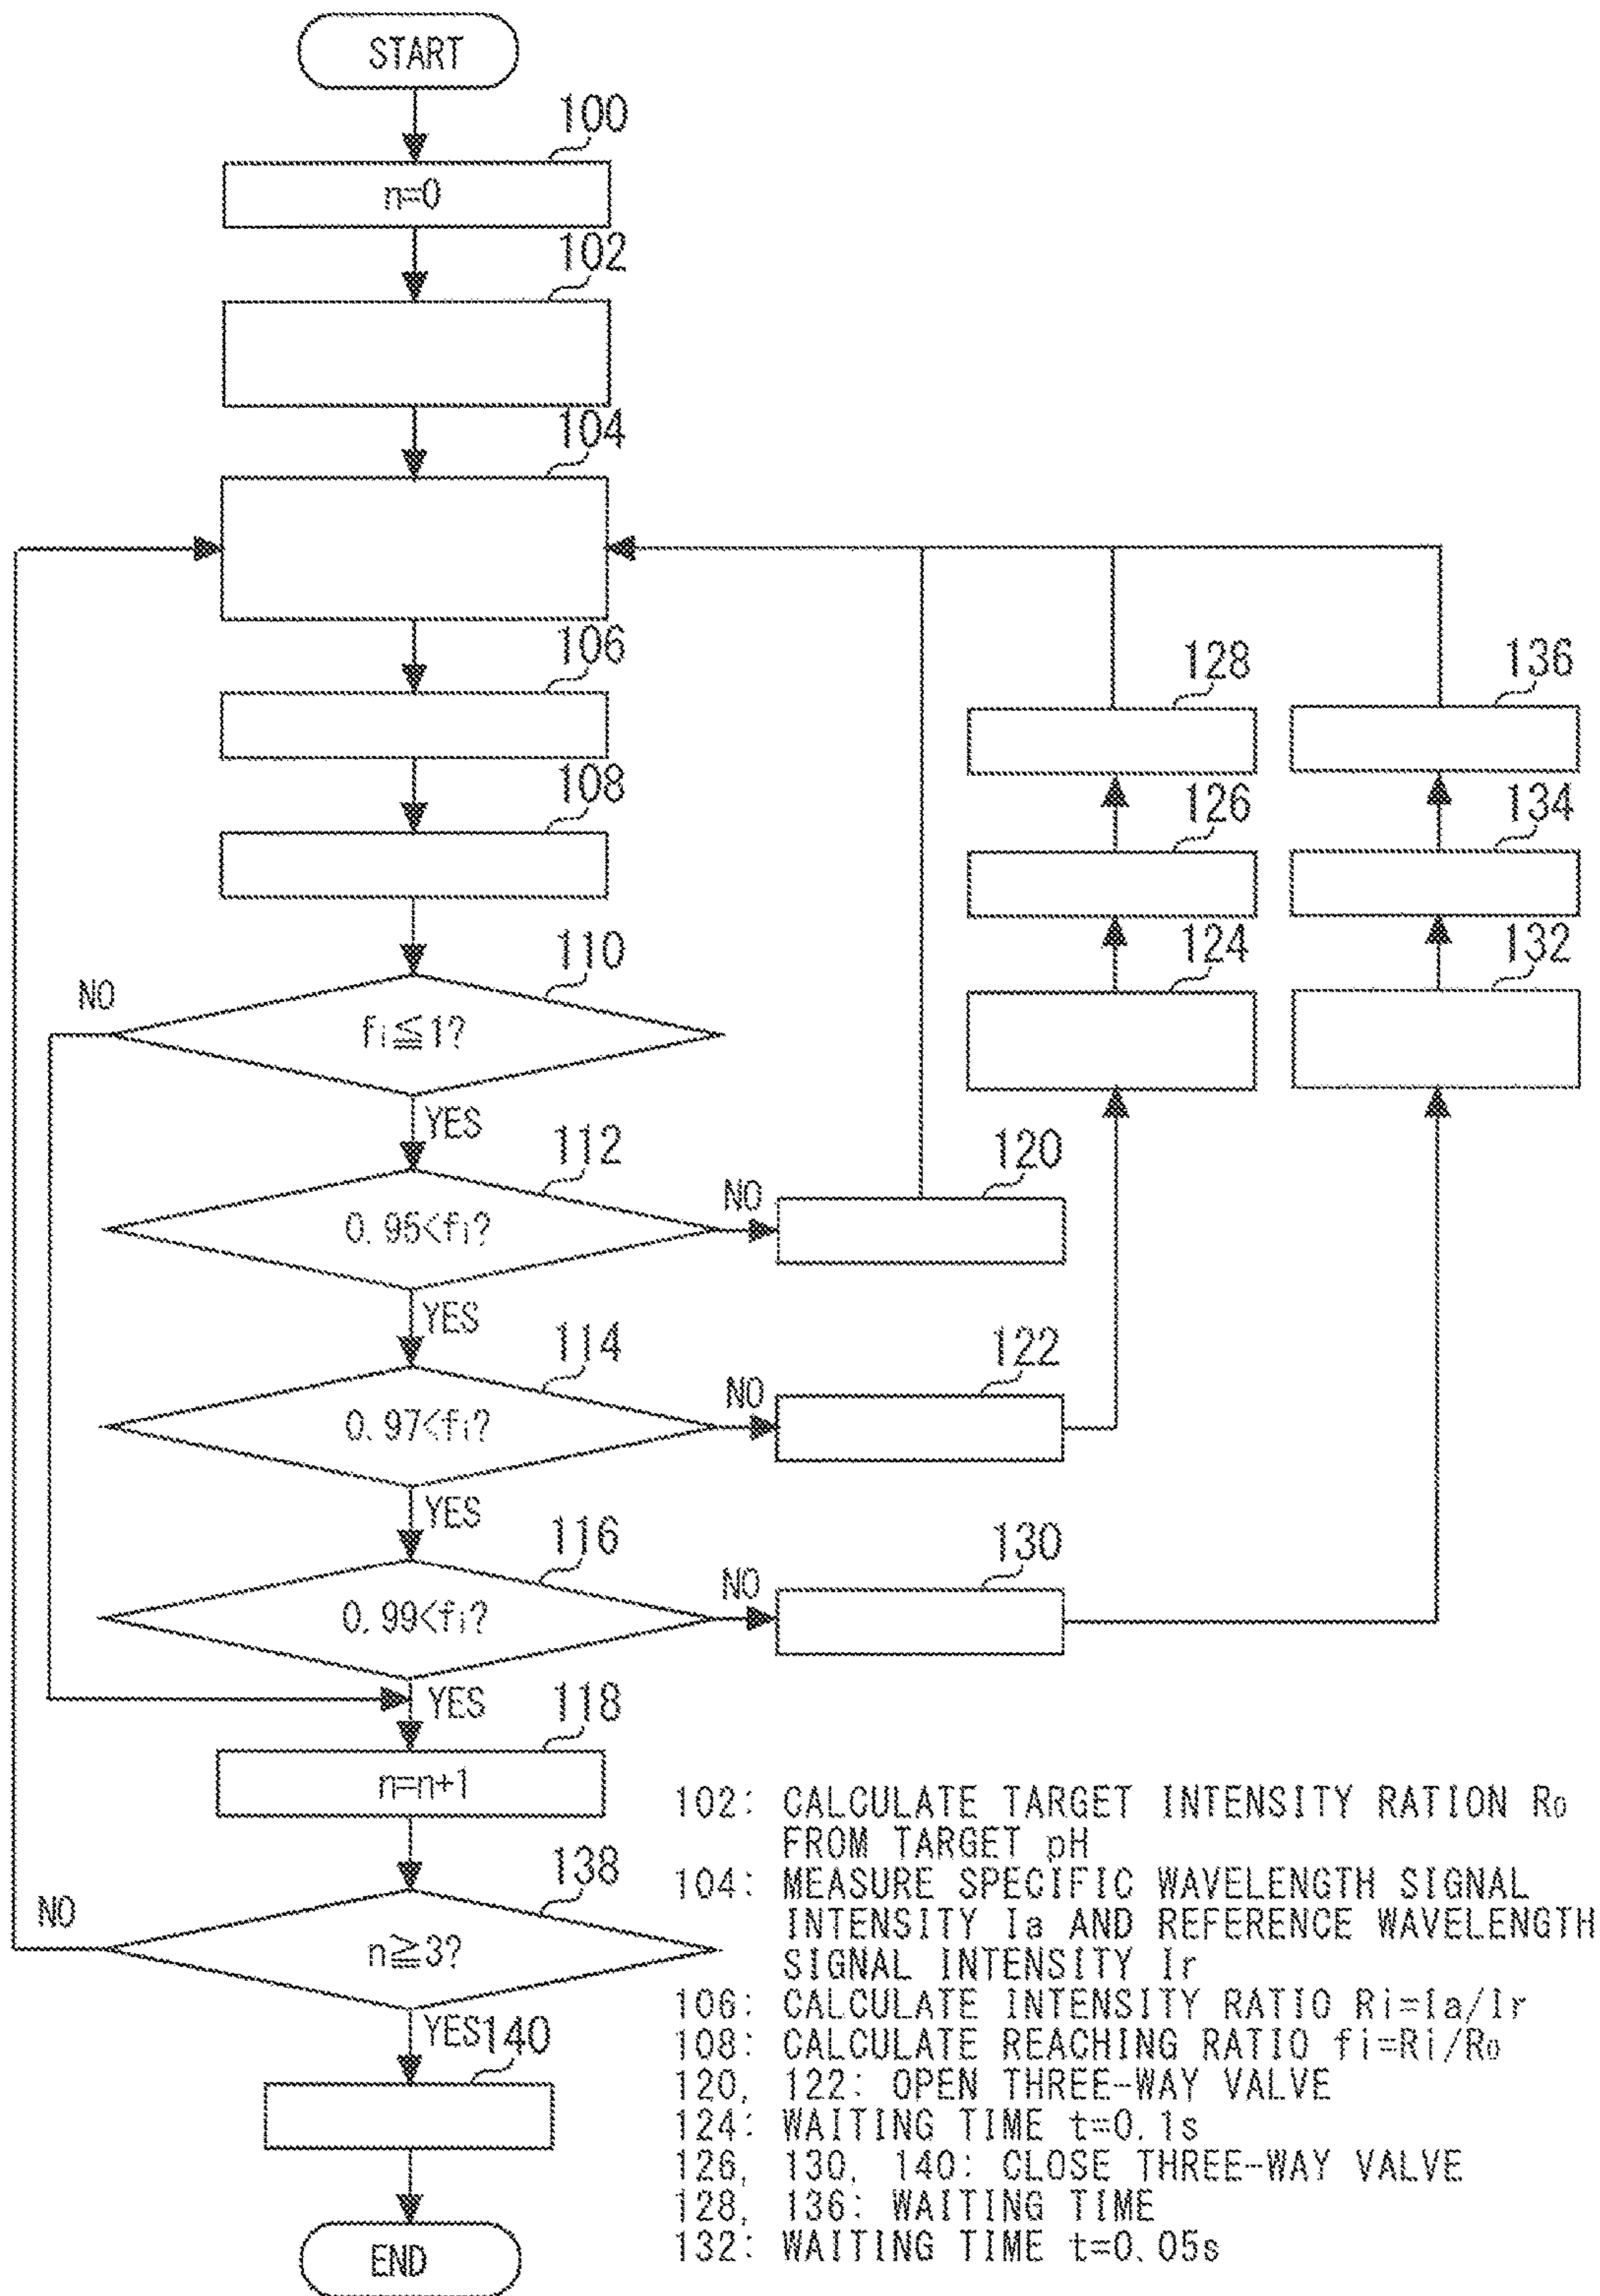 START
100
n=0
102
104
106
128
136
108
126
134
110
124
132
NO
fi≦1?
YES
112
120
NO
0.95<fi?
YES
114
122
NO
0.97<fi?
YES
116
130
NO
0.99<fi?
YES
118
n=n+1
138
NO
n≧3?
YES
140
END
102: CALCULATE TARGET INTENSITY RATION R0
FROM TARGET pH
104: MEASURE SPECIFIC WAVELENGTH SIGNAL
INTENSITY Ia AND REFERENCE WAVELENGTH
SIGNAL INTENSITY Ir
106: CALCULATE INTENSITY RATIO Ri=Ia/Ir
108: CALCULATE REACHING RATIO fi=Ri/R0
120, 122: OPEN THREE-WAY VALVE
124: WAITING TIME t=0.1s
126, 130, 140: CLOSE THREE-WAY VALVE
128, 136: WAITING TIME
132: WAITING TIME t=0.05s